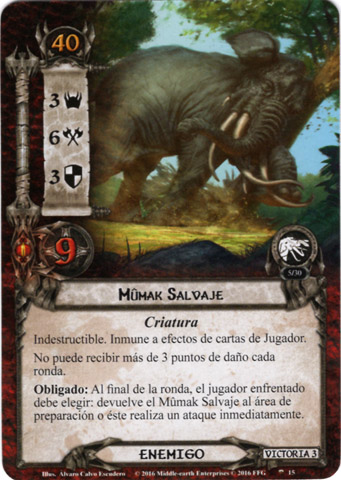 40
3
6
3
9
5/30
Mûmak Salvaje
Criatura
Indestructible. Inmune a efectos de cartas de Jugador.
No puede recibir más de 3 puntos de daño cada
ronda.
Obligado: Al final de la ronda, el jugador enfrentado
debe elegir: devuelve el Mûmak Salvaje al área de
preparación o éste realiza un ataque inmediatamente.
ENEMIGO
VICTORIA 3
Illus. Alvaro Calvo Escudero © 2016 Middle-earth Enterprises © 2016 FFG 15